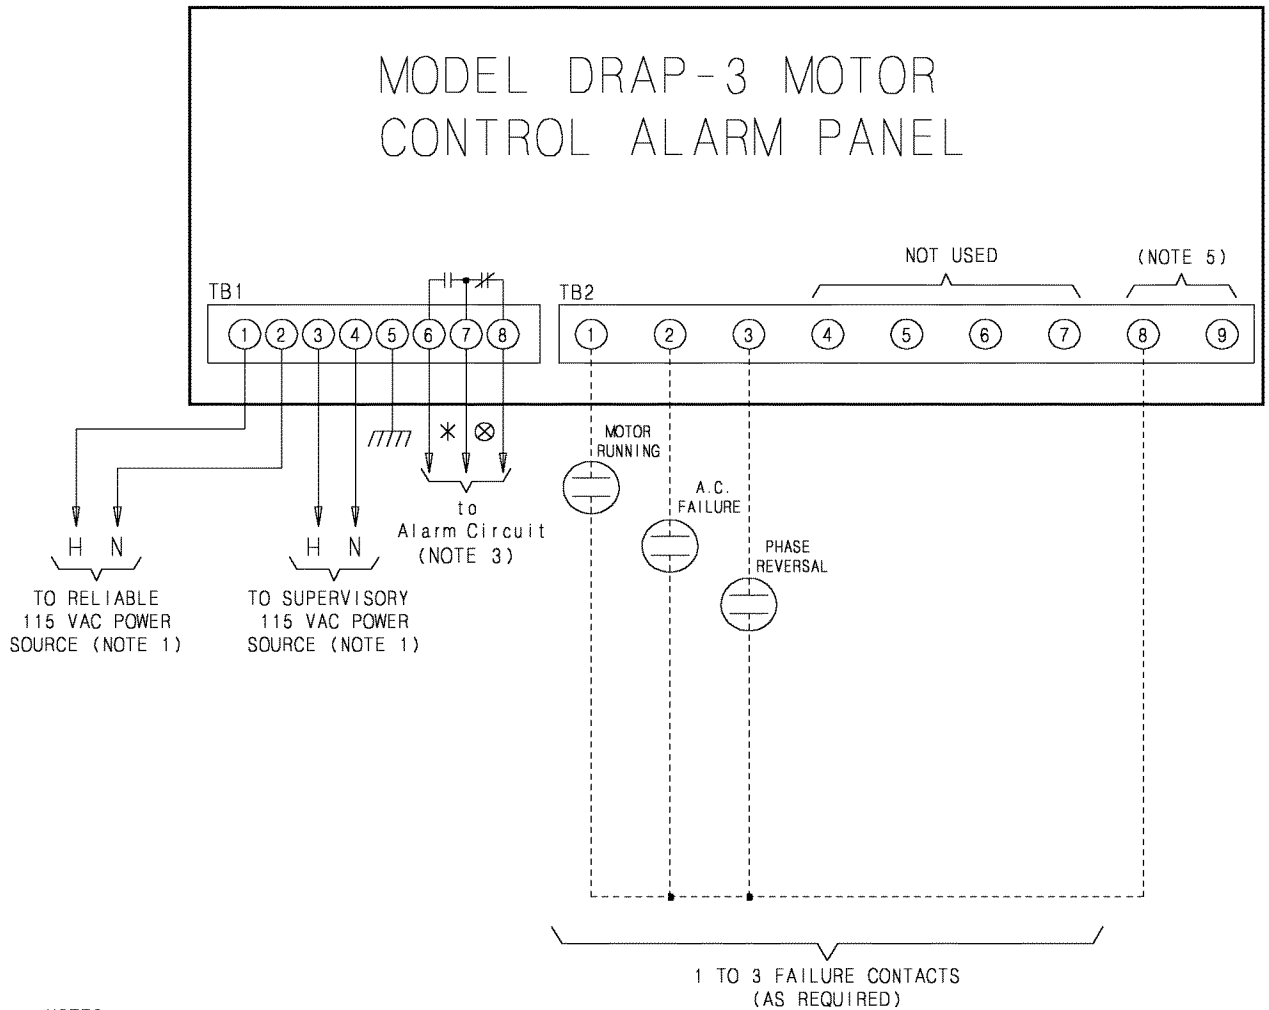 MODEL DRAP-3 MOTOR
CONTROL ALARM PANEL
NOT USED
(NOTE 5)
TB1
TB2
1 2 3 4 5 6 7 8
1 2 3 4 5 6 7 8 9
MOTOR
RUNNING
A.C.
FAILURE
PHASE
REVERSAL
to
Alarm Circuit
(NOTE 3)
H N
H N
TO RELIABLE
115 VAC POWER
SOURCE (NOTE 1)
TO SUPERVISORY
115 VAC POWER
SOURCE (NOTE 1)
1 TO 3 FAILURE CONTACTS
(AS REQUIRED)